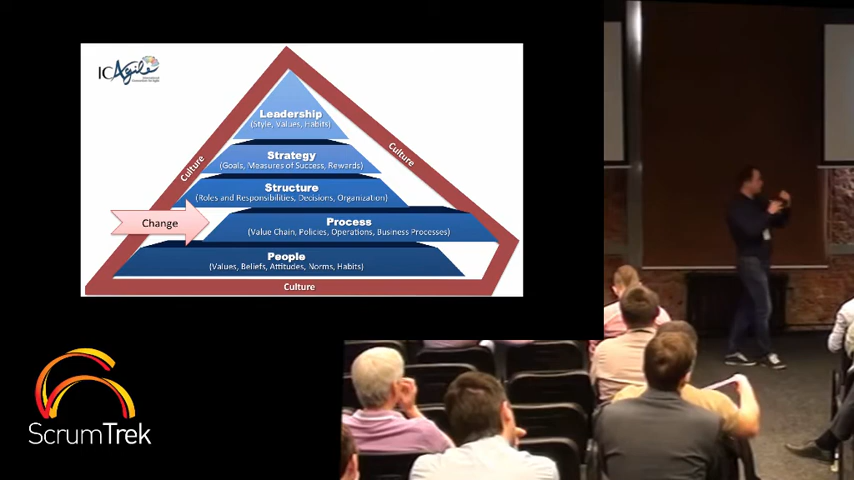 ICAgile
Leadership
(Style, Values, Habits)
Strategy
(Goals, Measures of Success, Rewards)
Structure
(Roles and Responsibilities, Decisions, Organization)
Change
Process
(Value Chain, Policies, Operations, Business Processes)
People
(Values, Beliefs, Attitudes, Norms, Habits)
Culture
Culture
Culture
ScrumTrek